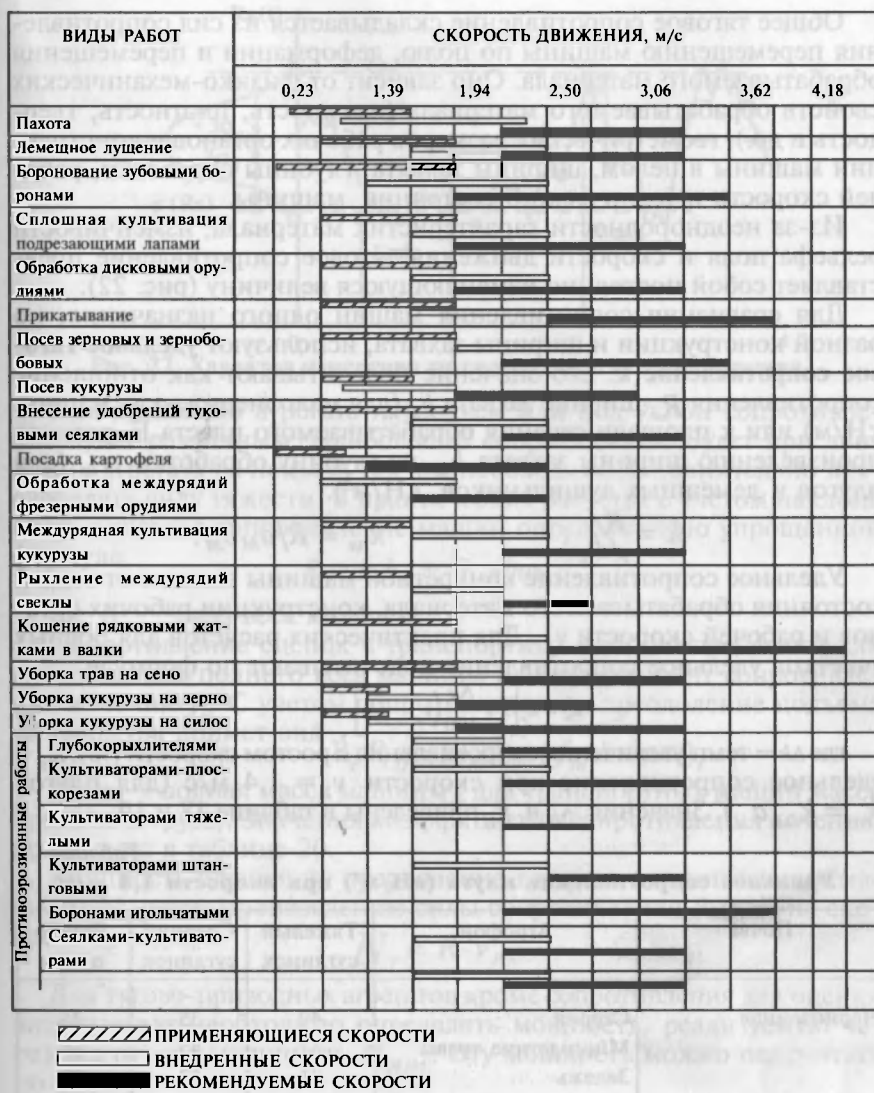 ВИДЫ РАБОТ
СКОРОСТЬ ДВИЖЕНИЯ, м/с
0,23 1,39 1,94 2,50 3,06 3,62 4,18
Пахота
Лемещное лущение
Боронование зубовыми бо-
ронами
Сплошная культивация
подрезающими лапами
Обработка дисковыми ору-
диями
Прикатывание
Посев зерновых и зернобо-
бовых
Посев кукурузы
Внесение удобрений туко-
выми сеялками
Посадка картофеля
Обработка междурядий
фрезерными орудиями
Междурядная культивация
кукурузы
Рыхление междурядий
свеклы
Кошение рядковыми жат-
ками в валки
Уборка трав на сено
Уборка кукурузы на зерно
Уборка кукурузы на силос
Противоэрозионные работы
Глубокорыхлителями
Культиваторами-плос-
корезами
Культиваторами тяже-
лыми
Культиваторами штан-
говыми
Боронами игольчатыми
Сеялками-культивато-
рами
ПРИМЕНЯЮЩИЕСЯ СКОРОСТИ
ВНЕДРЕННЫЕ СКОРОСТИ
РЕКОМЕНДУЕМЫЕ СКОРОСТИ